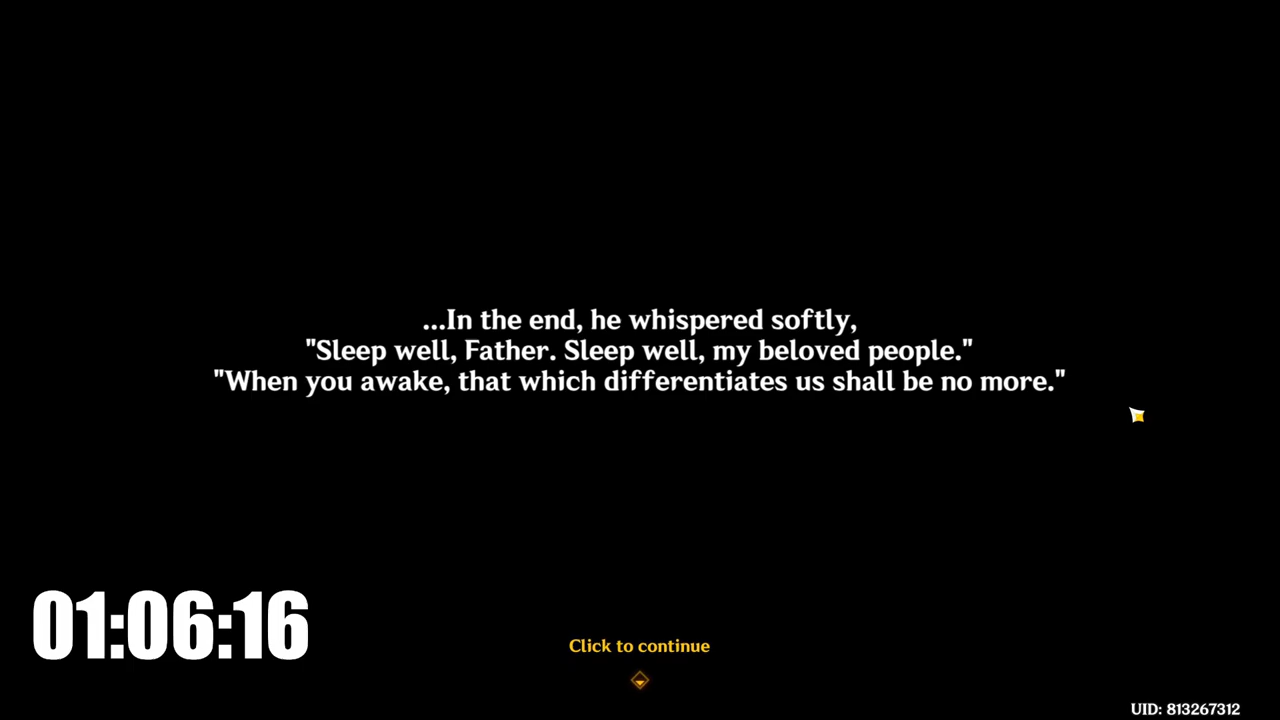 ...In the end, he whispered softly,
"Sleep well, Father. Sleep well, my beloved people."
"When you awake, that which differentiates us shall be no more."
01:06:16
Click to continue
UID: 813267312